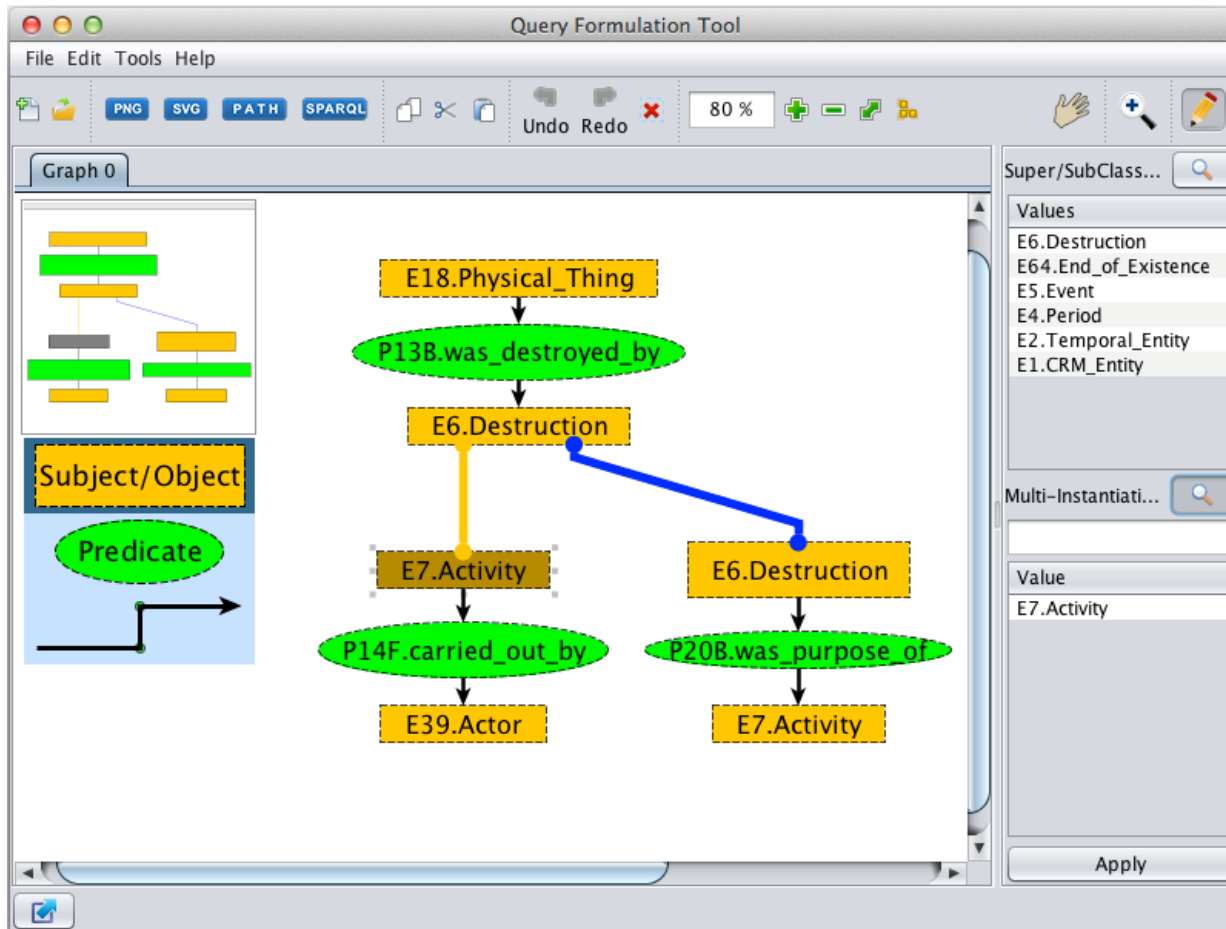 Query Formulation Tool
File Edit Tools Help
PNG SVG PATH SPARQL Undo Redo 80 %
Graph 0
Subject/Object
Predicate
E18.Physical_Thing
P13B.was_destroyed_by
E6.Destruction
E7.Activity
E6.Destruction
P14F.carried_out_by
P20B.was_purpose_of
E39.Actor
E7.Activity
Super/SubClass...
Values
E6.Destruction
E64.End_of_Existence
E5.Event
E4.Period
E2.Temporal_Entity
E1.CRM_Entity
Multi-Instantiati...
Value
E7.Activity
Apply